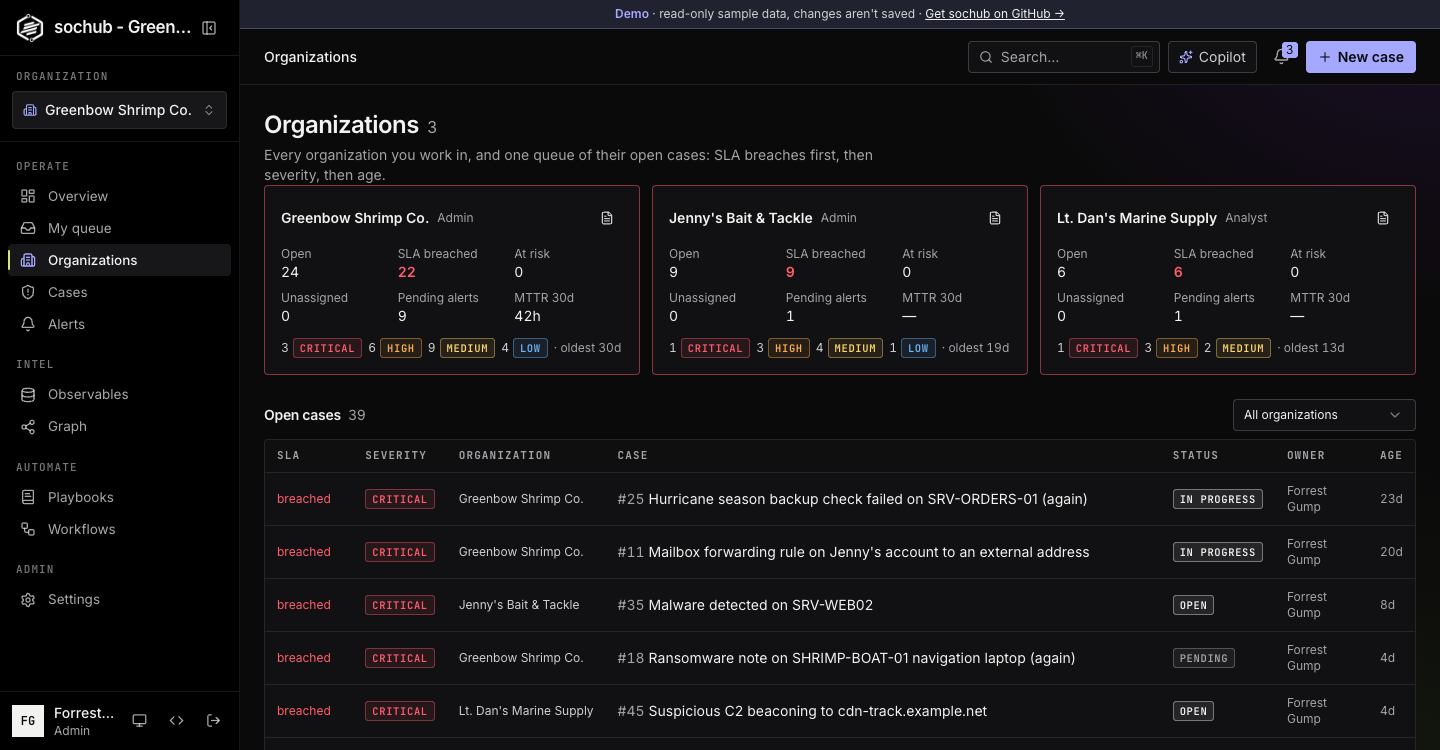 sochub - Green...
Demo · read-only sample data, changes aren't saved · Get sochub on GitHub →
ORGANIZATION
Greenbow Shrimp Co.
OPERATE
Overview
My queue
Organizations
Cases
Alerts
INTEL
Observables
Graph
AUTOMATE
Playbooks
Workflows
ADMIN
Settings
FG
Forrest...
Admin
Organizations
Search...
⌘K
Copilot
3
+ New case
Organizations 3
Every organization you work in, and one queue of their open cases: SLA breaches first, then
severity, then age.
Greenbow Shrimp Co. Admin
Open SLA breached At risk
24 22 0
Unassigned Pending alerts MTTR 30d
0 9 42h
3 CRITICAL 6 HIGH 9 MEDIUM 4 LOW · oldest 30d
Jenny's Bait & Tackle Admin
Open SLA breached At risk
9 9 0
Unassigned Pending alerts MTTR 30d
0 1 —
1 CRITICAL 3 HIGH 4 MEDIUM 1 LOW · oldest 19d
Lt. Dan's Marine Supply Analyst
Open SLA breached At risk
6 6 0
Unassigned Pending alerts MTTR 30d
0 1 —
1 CRITICAL 3 HIGH 2 MEDIUM · oldest 13d
Open cases 39
All organizations
SLA SEVERITY ORGANIZATION CASE STATUS OWNER AGE
breached CRITICAL Greenbow Shrimp Co. #25 Hurricane season backup check failed on SRV-ORDERS-01 (again) IN PROGRESS Forrest Gump 23d
breached CRITICAL Greenbow Shrimp Co. #11 Mailbox forwarding rule on Jenny's account to an external address IN PROGRESS Forrest Gump 20d
breached CRITICAL Jenny's Bait & Tackle #35 Malware detected on SRV-WEB02 OPEN Forrest Gump 8d
breached CRITICAL Greenbow Shrimp Co. #18 Ransomware note on SHRIMP-BOAT-01 navigation laptop (again) PENDING Forrest Gump 4d
breached CRITICAL Lt. Dan's Marine Supply #45 Suspicious C2 beaconing to cdn-track.example.net OPEN Forrest Gump 4d